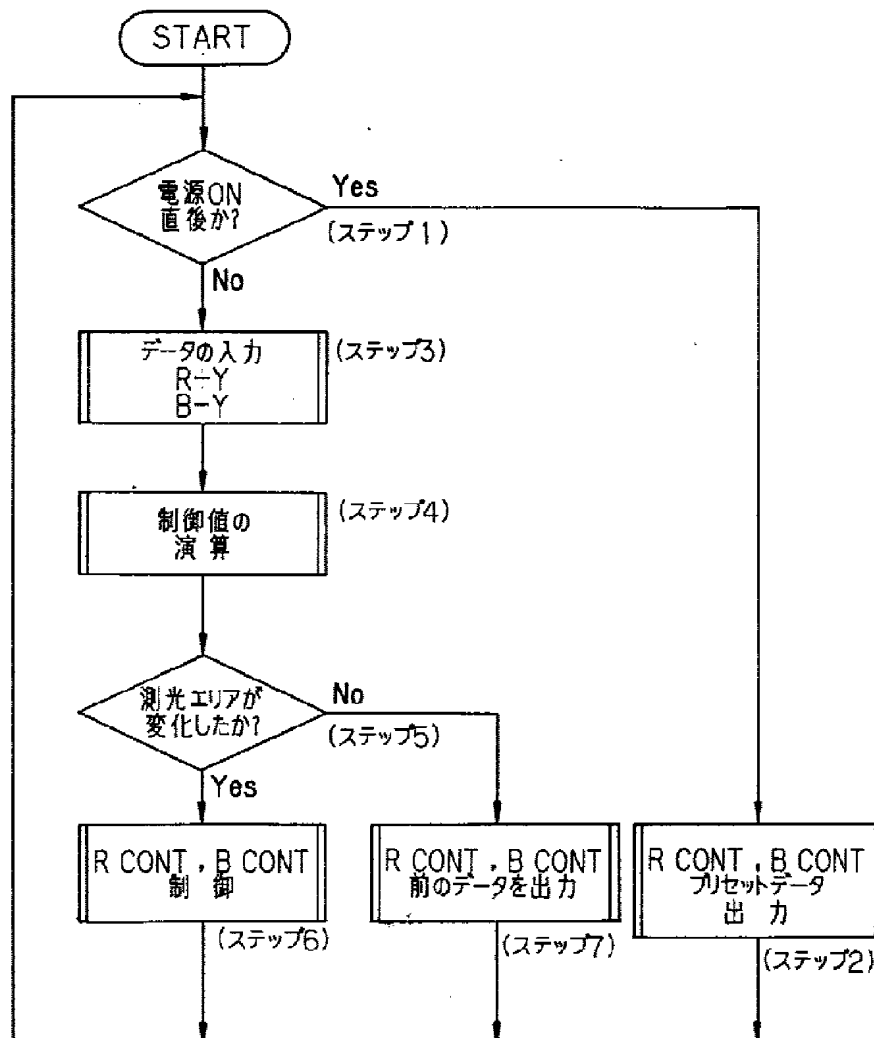 START
電源ON
直後か?
Yes
(ステップ1)
No
データの入力
R-Y
B-Y
(ステップ3)
制御値の
演算
(ステップ4)
測光エリアが
変化したか?
No
(ステップ5)
Yes
R CONT, B CONT
制御
(ステップ6)
R CONT, B CONT
前のデータを出力
(ステップ7)
R CONT, B CONT
プリセットデータ
出力
(ステップ2)